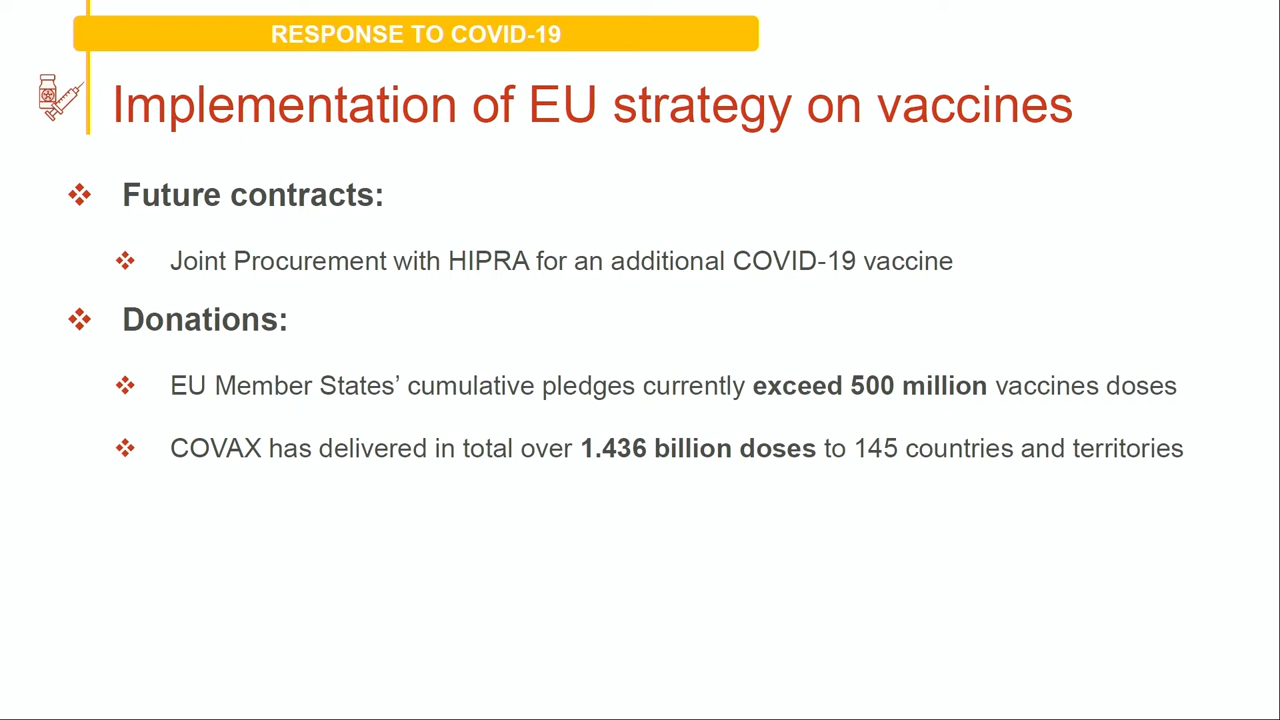 RESPONSE TO COVID-19
Implementation of EU strategy on vaccines
Future contracts:
Joint Procurement with HIPRA for an additional COVID-19 vaccine
Donations:
EU Member States’ cumulative pledges currently exceed 500 million vaccines doses
COVAX has delivered in total over 1.436 billion doses to 145 countries and territories